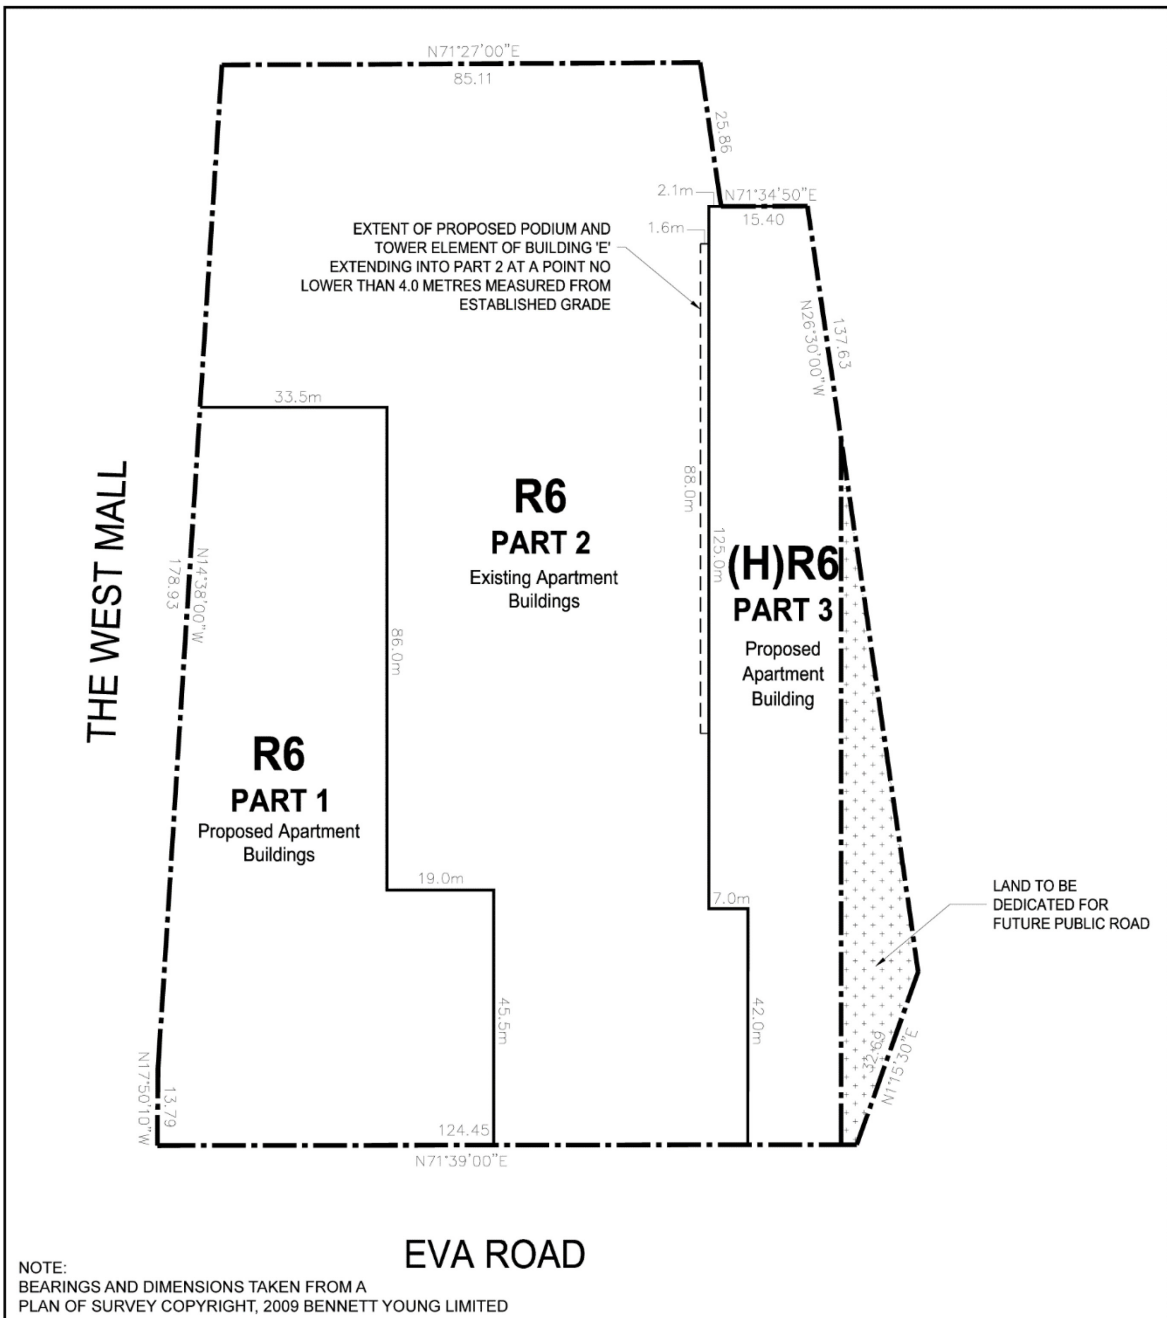 N71°27'00"E
85.11
25.86
2.1m
N71°34'50"E
15.40
1.6m
EXTENT OF PROPOSED PODIUM AND
TOWER ELEMENT OF BUILDING 'E'
EXTENDING INTO PART 2 AT A POINT NO
LOWER THAN 4.0 METRES MEASURED FROM
ESTABLISHED GRADE
N26°30'00"W
137.63
33.5m
THE WEST MALL
178.93
N14°38'00"W
86.0m
R6
PART 2
Existing Apartment
Buildings
88.0m
125.0m
(H)R6
PART 3
Proposed
Apartment
Building
R6
PART 1
Proposed Apartment
Buildings
19.0m
7.0m
LAND TO BE
DEDICATED FOR
FUTURE PUBLIC ROAD
45.5m
42.0m
32.69
N1°15'30"E
N17°50'10"W
13.79
124.45
N71°39'00"E
EVA ROAD
NOTE:
BEARINGS AND DIMENSIONS TAKEN FROM A
PLAN OF SURVEY COPYRIGHT, 2009 BENNETT YOUNG LIMITED